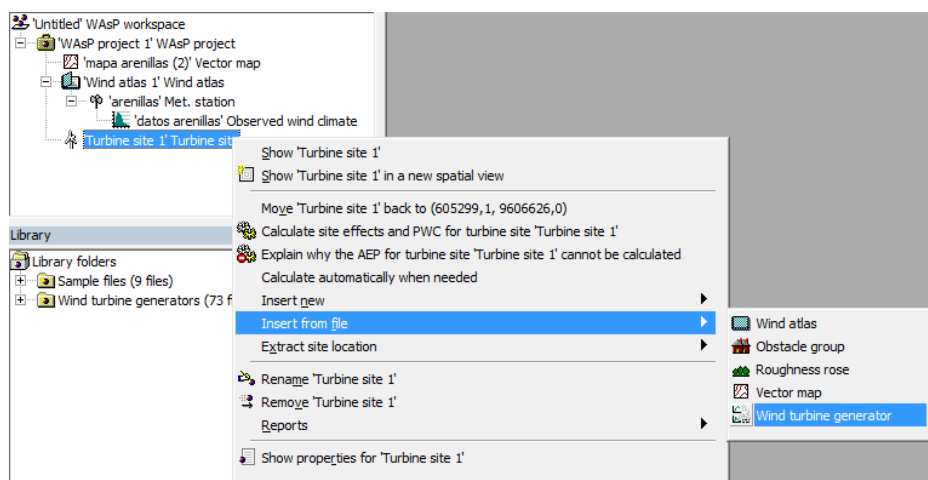 'Untitled' WAsP workspace
'WAsP project 1' WAsP project
'mapa arenillas (2)' Vector map
'Wind atlas 1' Wind atlas
'arenillas' Met. station
'datos arenillas' Observed wind climate
'Turbine site 1' Turbine sit
Show 'Turbine site 1'
Show 'Turbine site 1' in a new spatial view
Move 'Turbine site 1' back to (605299,1, 9606626,0)
Calculate site effects and PWC for turbine site 'Turbine site 1'
Explain why the AEP for turbine site 'Turbine site 1' cannot be calculated
Calculate automatically when needed
Insert new
Insert from file
Extract site location
Rename 'Turbine site 1'
Remove 'Turbine site 1'
Reports
Show properties for 'Turbine site 1'
Wind atlas
Obstacle group
Roughness rose
Vector map
Wind turbine generator
Library
Library folders
Sample files (9 files)
Wind turbine generators (73 f